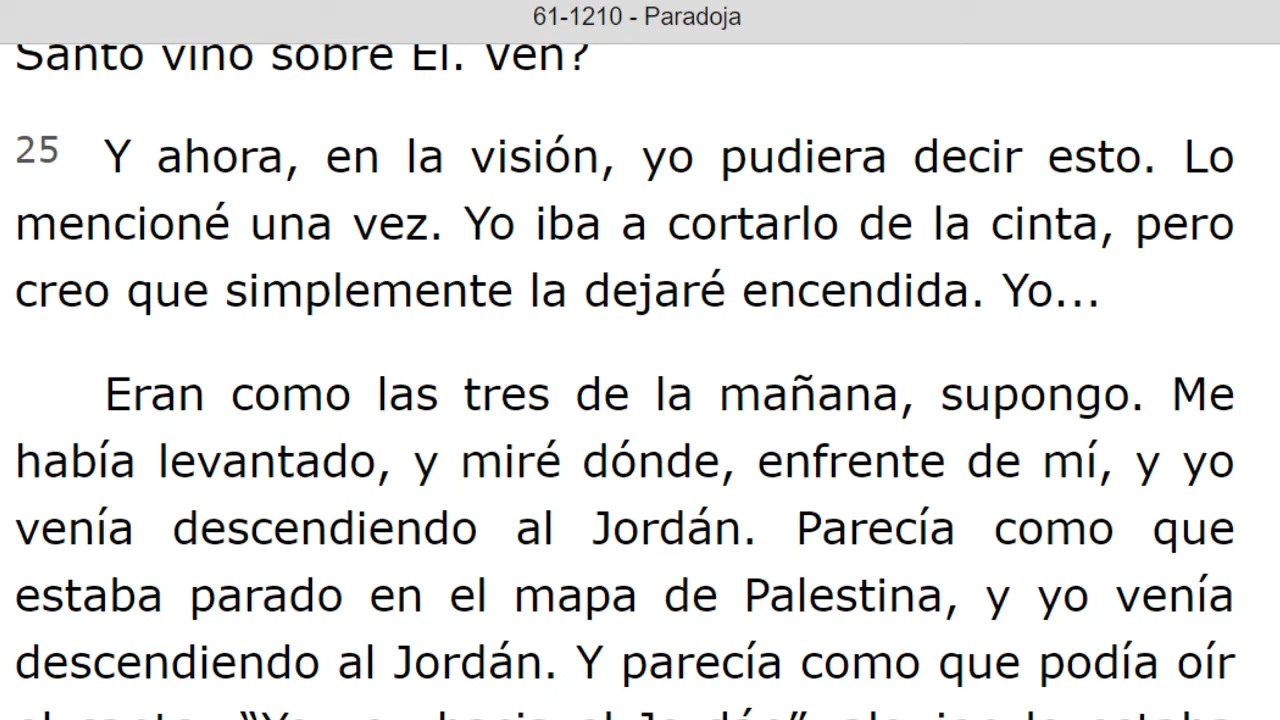 61-1210 - Paradoja
Santo vino sobre Él. Ven?
25 Y ahora, en la visión, yo pudiera decir esto. Lo
mencioné una vez. Yo iba a cortarlo de la cinta, pero
creo que simplemente la dejaré encendida. Yo...
Eran como las tres de la mañana, supongo. Me
había levantado, y miré dónde, enfrente de mí, y yo
venía descendiendo al Jordán. Parecía como que
estaba parado en el mapa de Palestina, y yo venía
descendiendo al Jordán. Y parecía como que podía oír